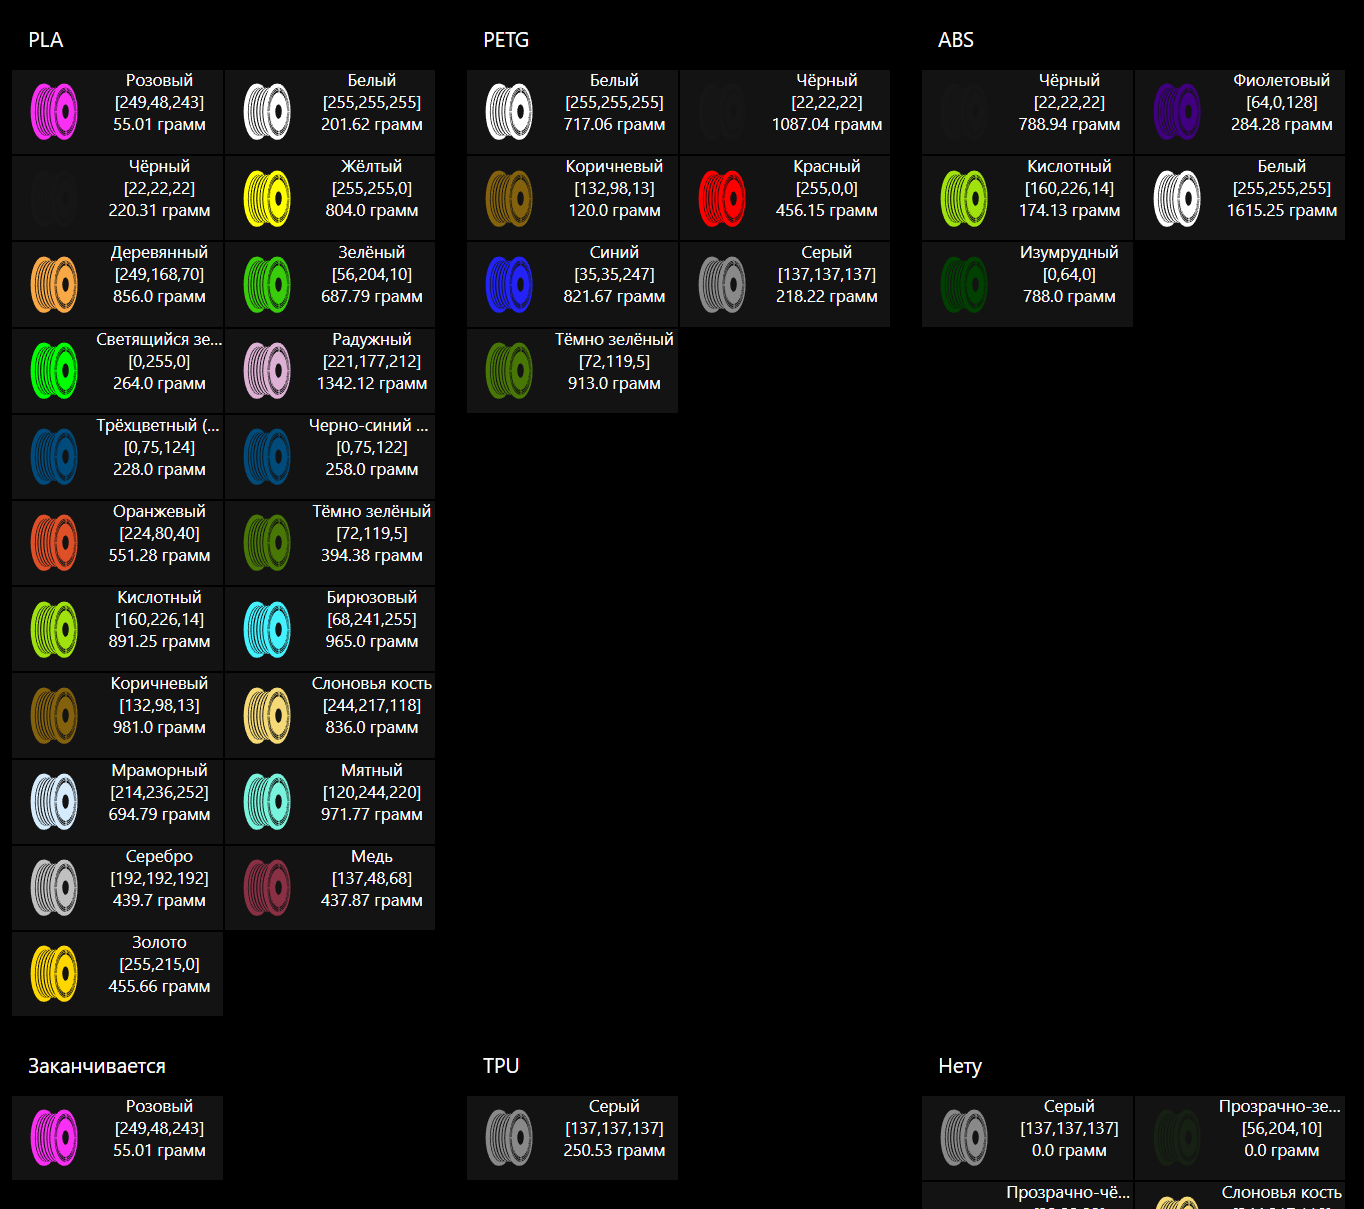 PLA
Розовый
[249,48,243]
55.01 грамм
Белый
[255,255,255]
201.62 грамм
Чёрный
[22,22,22]
220.31 грамм
Жёлтый
[255,255,0]
804.0 грамм
Деревянный
[249,168,70]
856.0 грамм
Зелёный
[56,204,10]
687.79 грамм
Светящийся зе...
[0,255,0]
264.0 грамм
Радужный
[221,177,212]
1342.12 грамм
Трёхцветный (...
[0,75,124]
228.0 грамм
Черно-синий ...
[0,75,122]
258.0 грамм
Оранжевый
[224,80,40]
551.28 грамм
Тёмно зелёный
[72,119,5]
394.38 грамм
Кислотный
[160,226,14]
891.25 грамм
Бирюзовый
[68,241,255]
965.0 грамм
Коричневый
[132,98,13]
981.0 грамм
Слоновья кость
[244,217,118]
836.0 грамм
Мраморный
[214,236,252]
694.79 грамм
Мятный
[120,244,220]
971.77 грамм
Серебро
[192,192,192]
439.7 грамм
Медь
[137,48,68]
437.87 грамм
Золото
[255,215,0]
455.66 грамм
PETG
Белый
[255,255,255]
717.06 грамм
Чёрный
[22,22,22]
1087.04 грамм
Коричневый
[132,98,13]
120.0 грамм
Красный
[255,0,0]
456.15 грамм
Синий
[35,35,247]
821.67 грамм
Серый
[137,137,137]
218.22 грамм
Тёмно зелёный
[72,119,5]
913.0 грамм
ABS
Чёрный
[22,22,22]
788.94 грамм
Фиолетовый
[64,0,128]
284.28 грамм
Кислотный
[160,226,14]
174.13 грамм
Белый
[255,255,255]
1615.25 грамм
Изумрудный
[0,64,0]
788.0 грамм
Заканчивается
Розовый
[249,48,243]
55.01 грамм
TPU
Серый
[137,137,137]
250.53 грамм
Нету
Серый
[137,137,137]
0.0 грамм
Прозрачно-зе...
[56,204,10]
0.0 грамм
Прозрачно-чё...
Слоновья кость